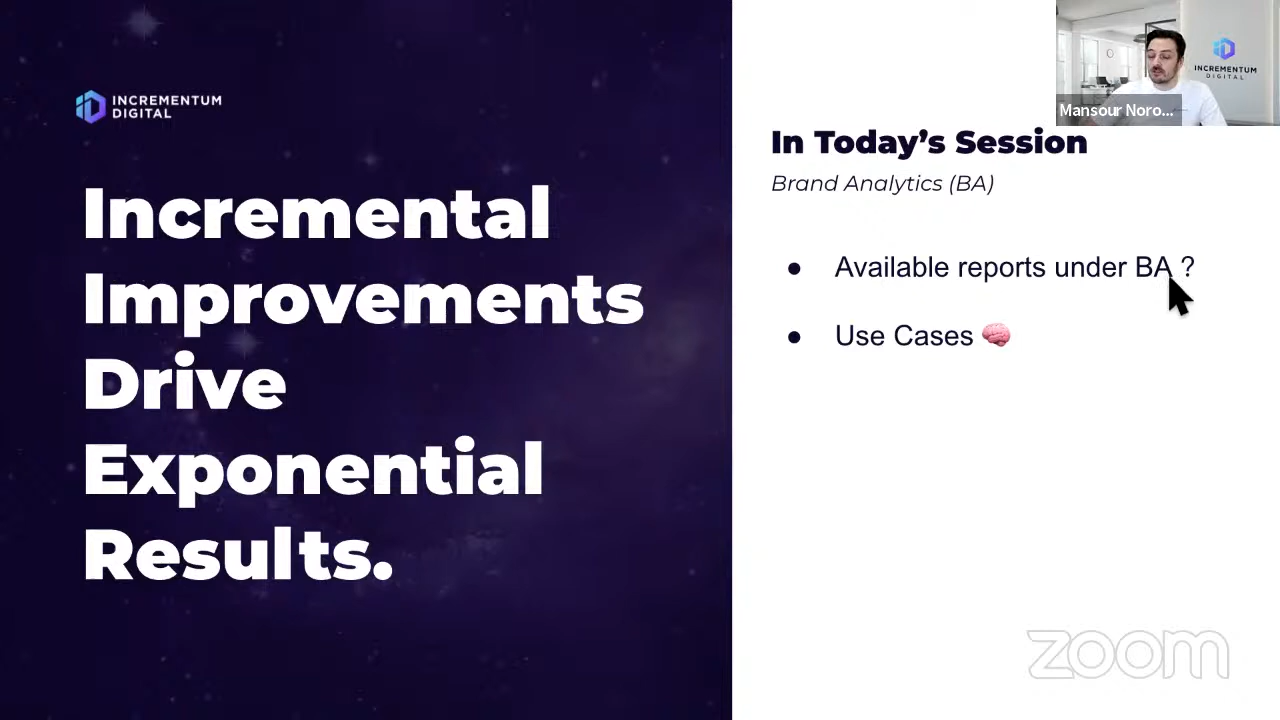 INCREMENTUM
DIGITAL
Incremental
Improvements
Drive
Exponential
Results.
INCREMENTUM
DIGITAL
Mansour Noro...
In Today’s Session
Brand Analytics (BA)
● Available reports under BA ?
● Use Cases 🧠
zoom